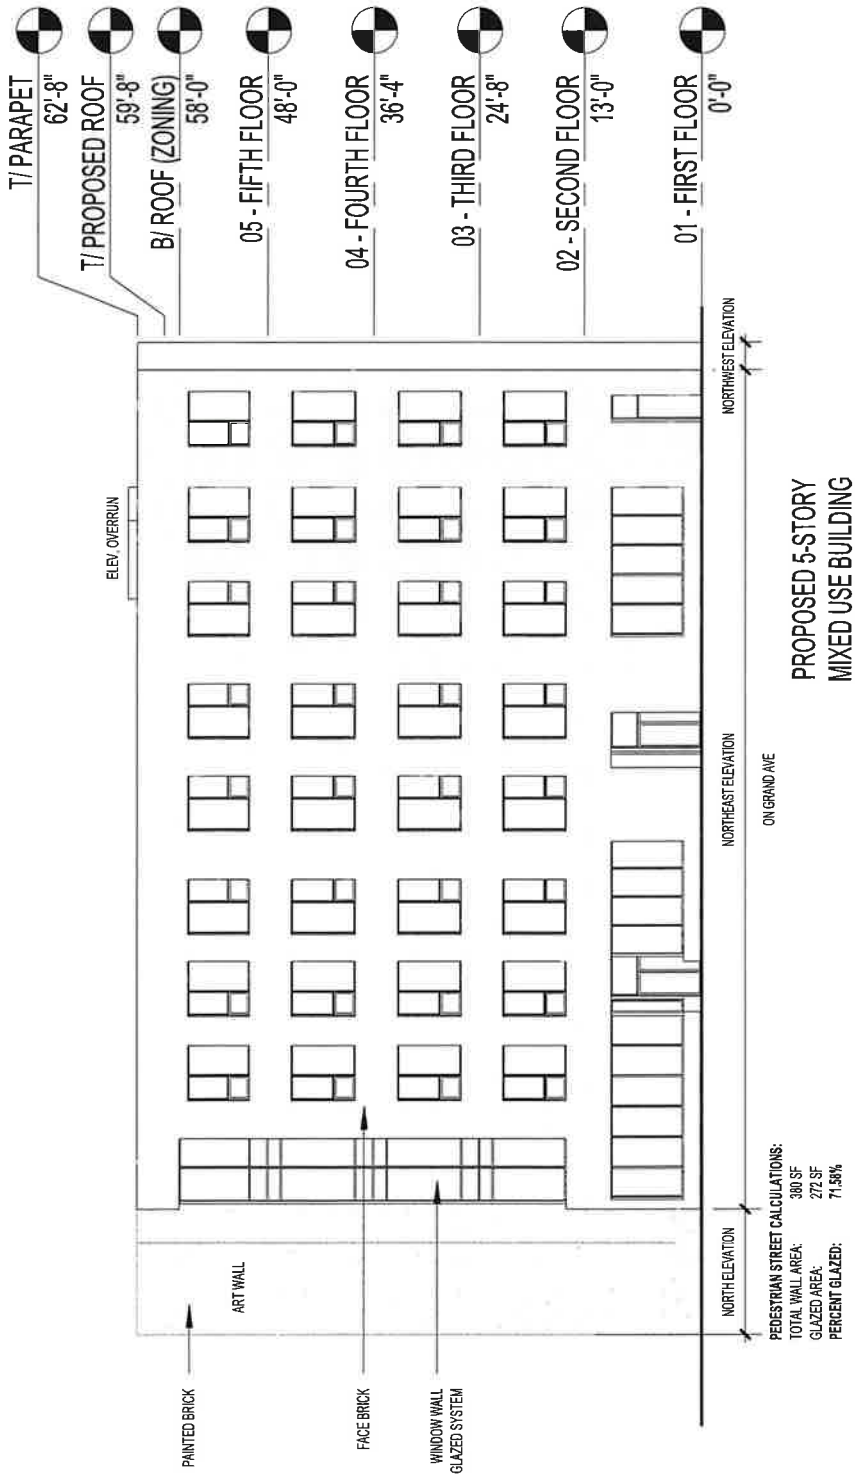 T/ PARAPET
62'-8"
T/ PROPOSED ROOF
59'-8"
B/ ROOF (ZONING)
58'-0"
05 - FIFTH FLOOR
48'-0"
04 - FOURTH FLOOR
36'-4"
03 - THIRD FLOOR
24'-8"
02 - SECOND FLOOR
13'-0"
01 - FIRST FLOOR
0'-0"
ELEV. OVERRUN
ART WALL
PAINTED BRICK
FACE BRICK
WINDOW WALL
GLAZED SYSTEM
NORTH ELEVATION
NORTHEAST ELEVATION
NORTHWEST ELEVATION
ON GRAND AVE
PEDESTRIAN STREET CALCULATIONS:
TOTAL WALL AREA: 380 SF
GLAZED AREA: 272 SF
PERCENT GLAZED: 71.58%
PROPOSED 5-STORY
MIXED USE BUILDING